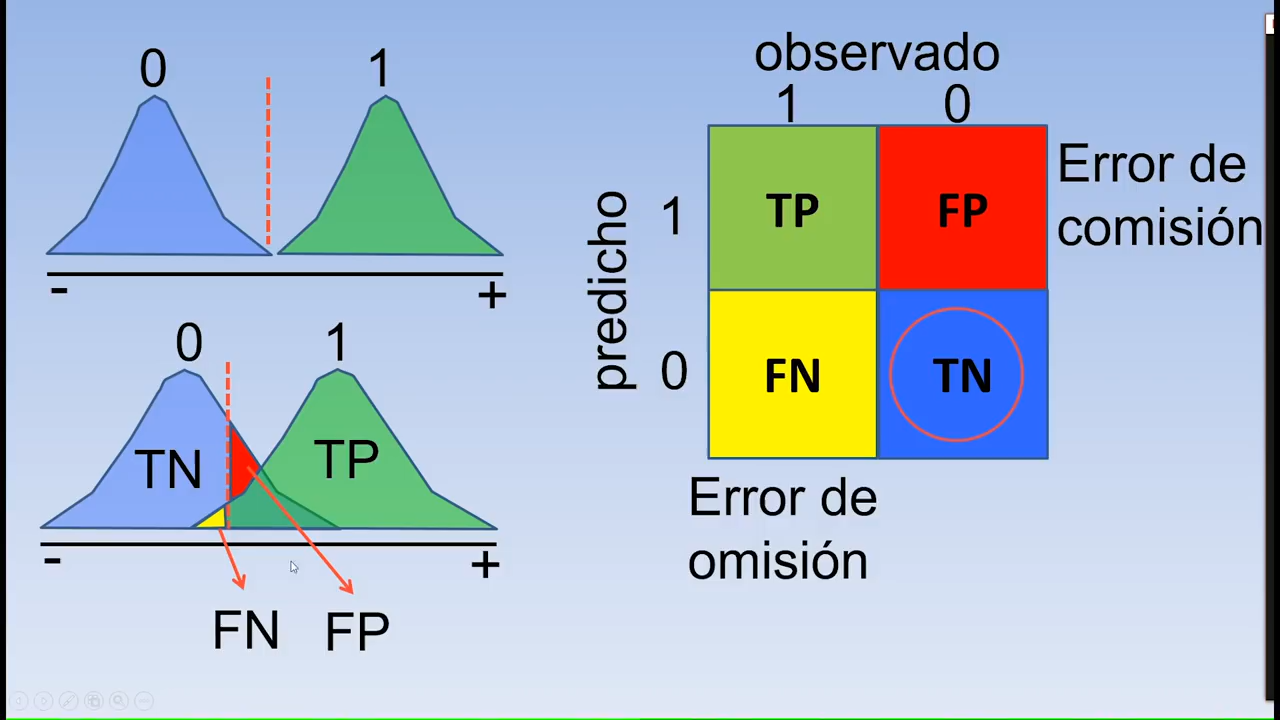 0 1
- +
0 1
TN TP
- +
FN FP
observado
1 0
predicho
1 TP FP
0 FN TN
Error de
comisión
Error de
omisión